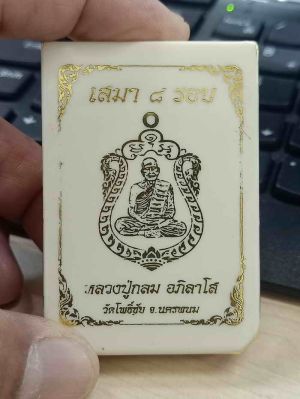 เสมา ๘ รอบ
หลวงปู่กลม อภิลาโส
วัดโพธิ์ชัย จ.นครพนม